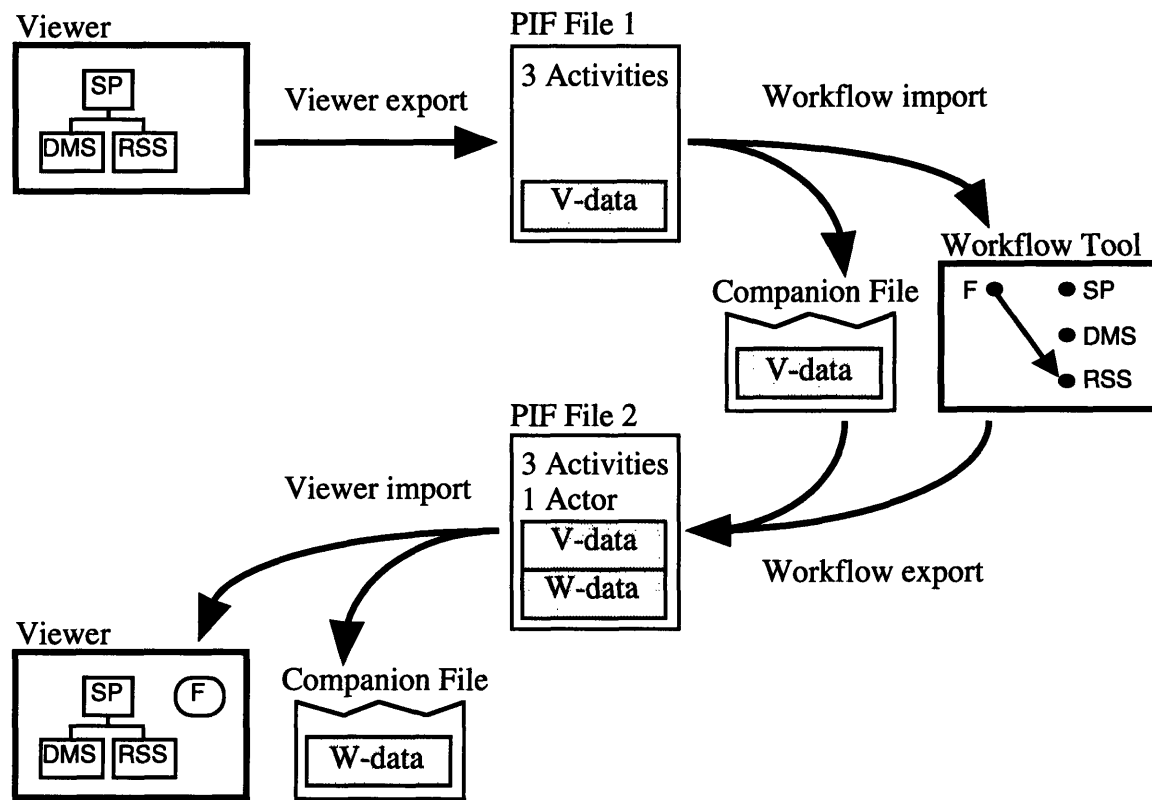 Viewer
SP
DMS RSS
Viewer export
PIF File 1
3 Activities
V-data
Workflow import
Companion File
V-data
Workflow Tool
F SP
DMS
RSS
PIF File 2
3 Activities
1 Actor
V-data
W-data
Workflow export
Viewer import
Viewer
SP F
DMS RSS
Companion File
W-data